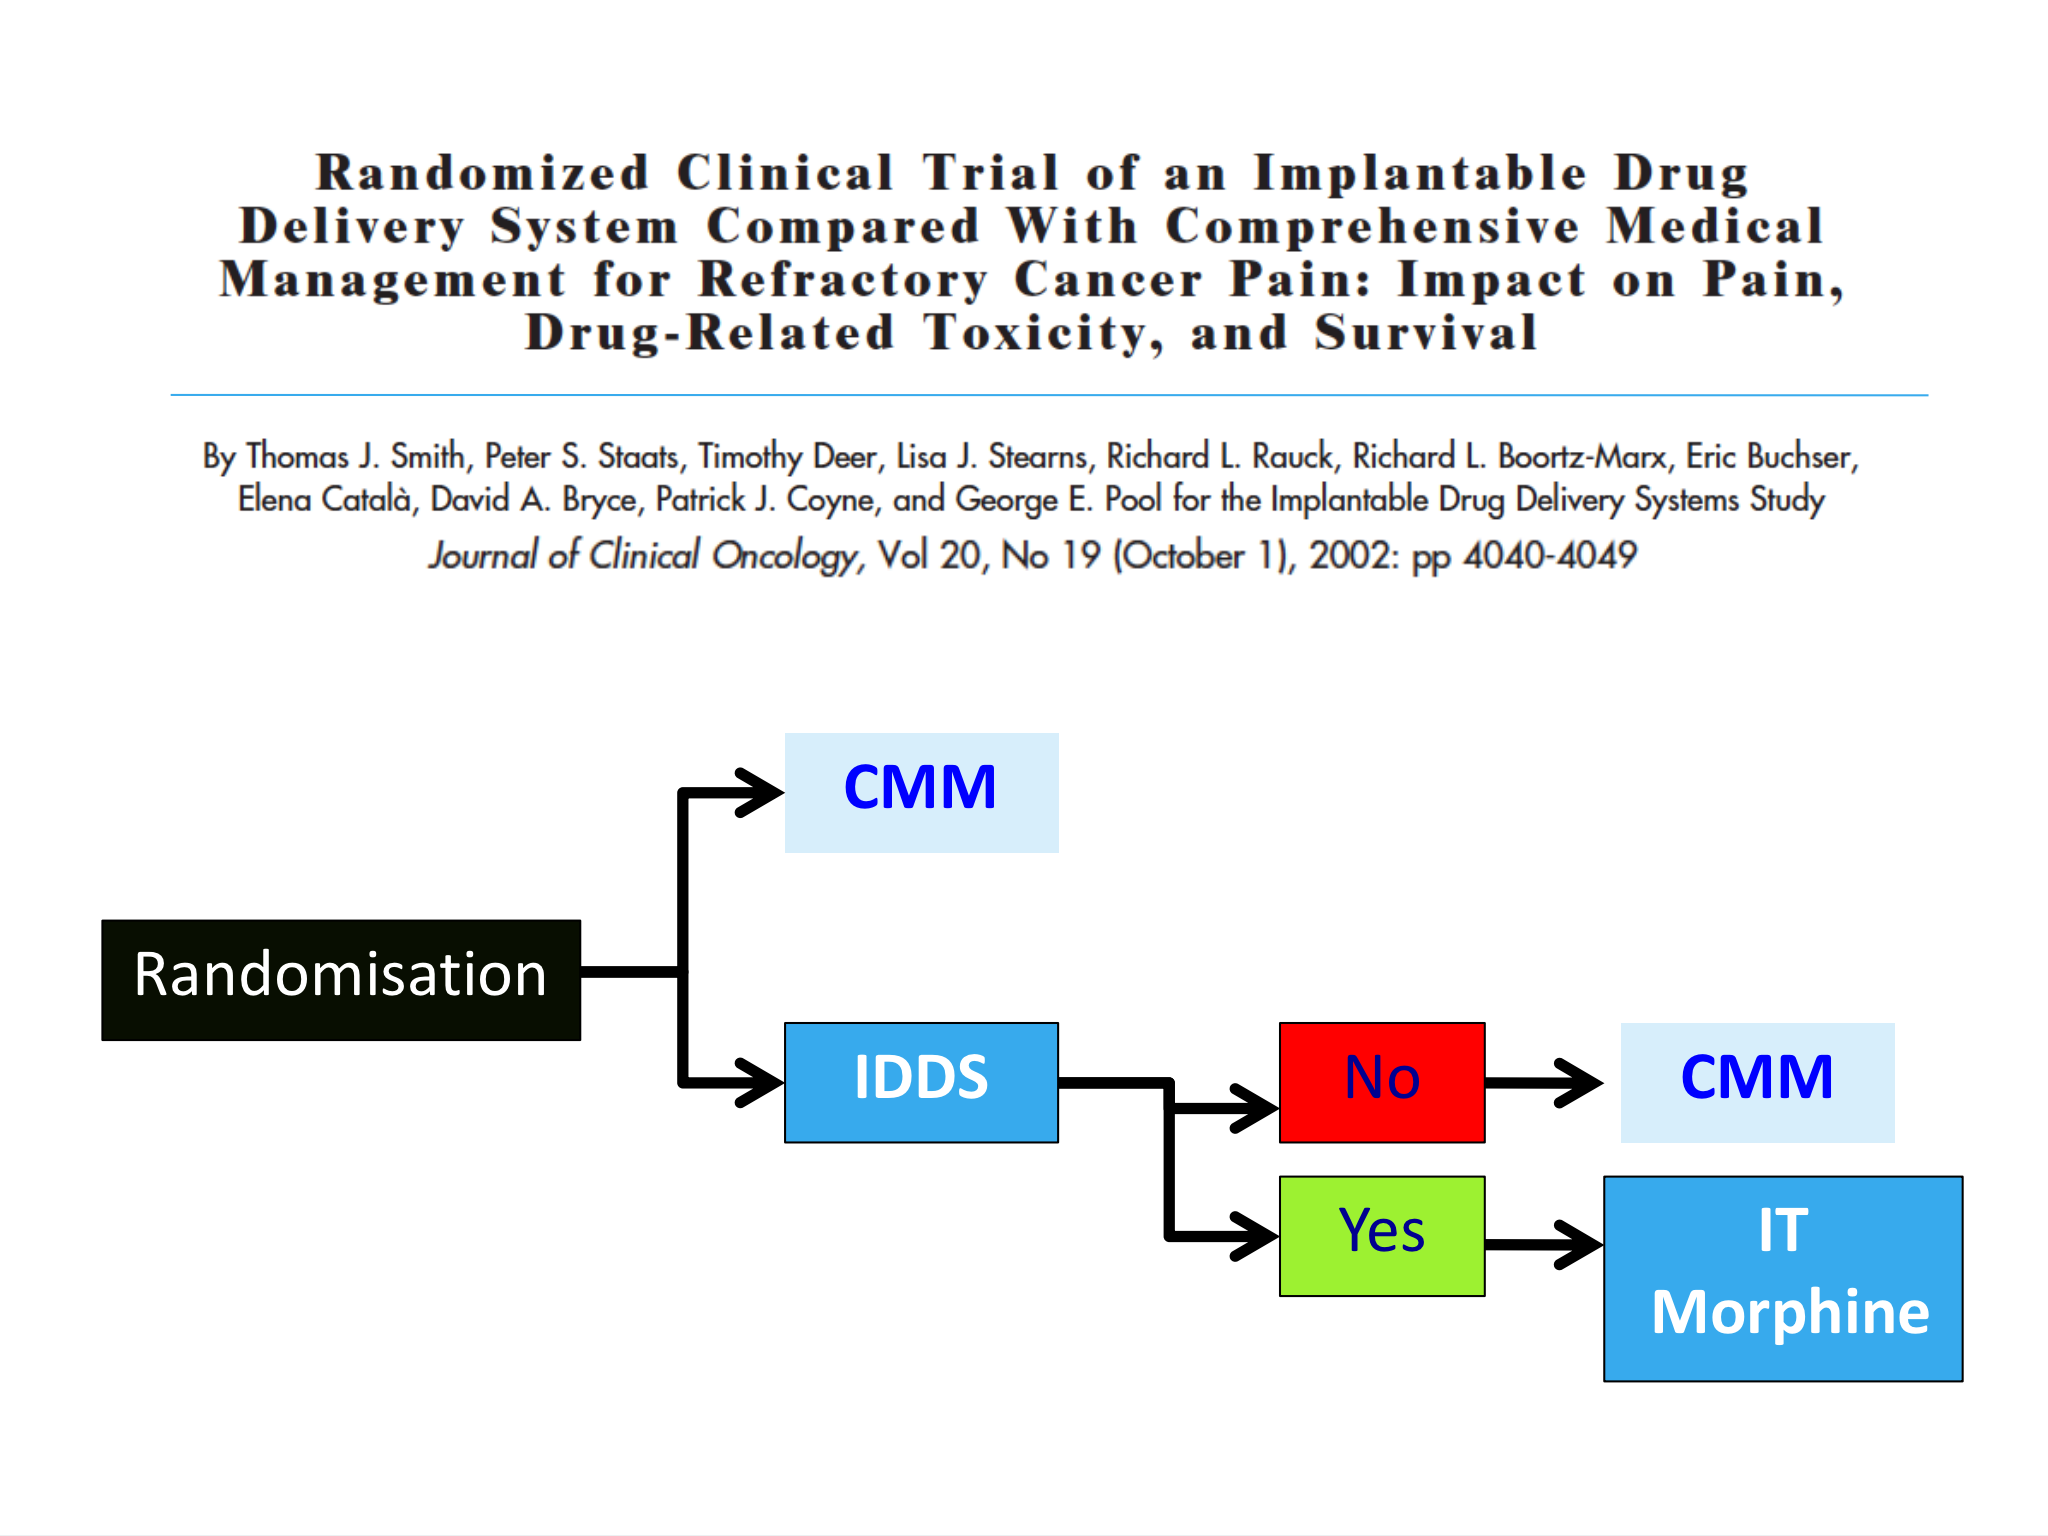 Randomized Clinical Trial of an Implantable Drug
Delivery System Compared With Comprehensive Medical
Management for Refractory Cancer Pain: Impact on Pain,
Drug-Related Toxicity, and Survival
By Thomas J. Smith, Peter S. Staats, Timothy Deer, Lisa J. Stearns, Richard L. Rauck, Richard L. Boortz-Marx, Eric Buchser,
Elena Català, David A. Bryce, Patrick J. Coyne, and George E. Pool for the Implantable Drug Delivery Systems Study
Journal of Clinical Oncology, Vol 20, No 19 (October 1), 2002: pp 4040-4049
CMM
Randomisation
IDDS
No
CMM
Yes
IT
Morphine